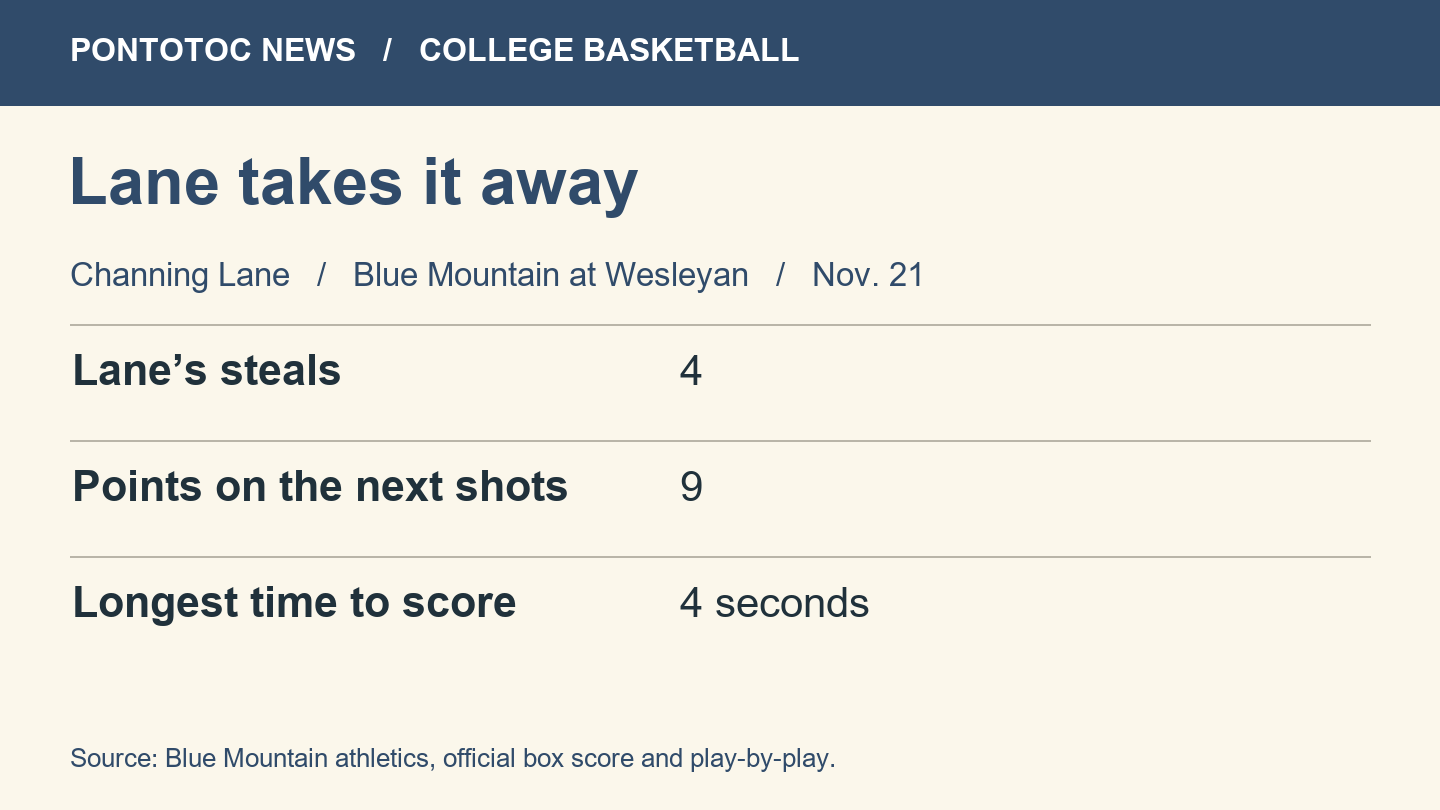 PONTOTOC NEWS / COLLEGE BASKETBALL
Lane takes it away
Channing Lane / Blue Mountain at Wesleyan / Nov. 21
Lane’s steals 4
Points on the next shots 9
Longest time to score 4 seconds
Source: Blue Mountain athletics, official box score and play-by-play.